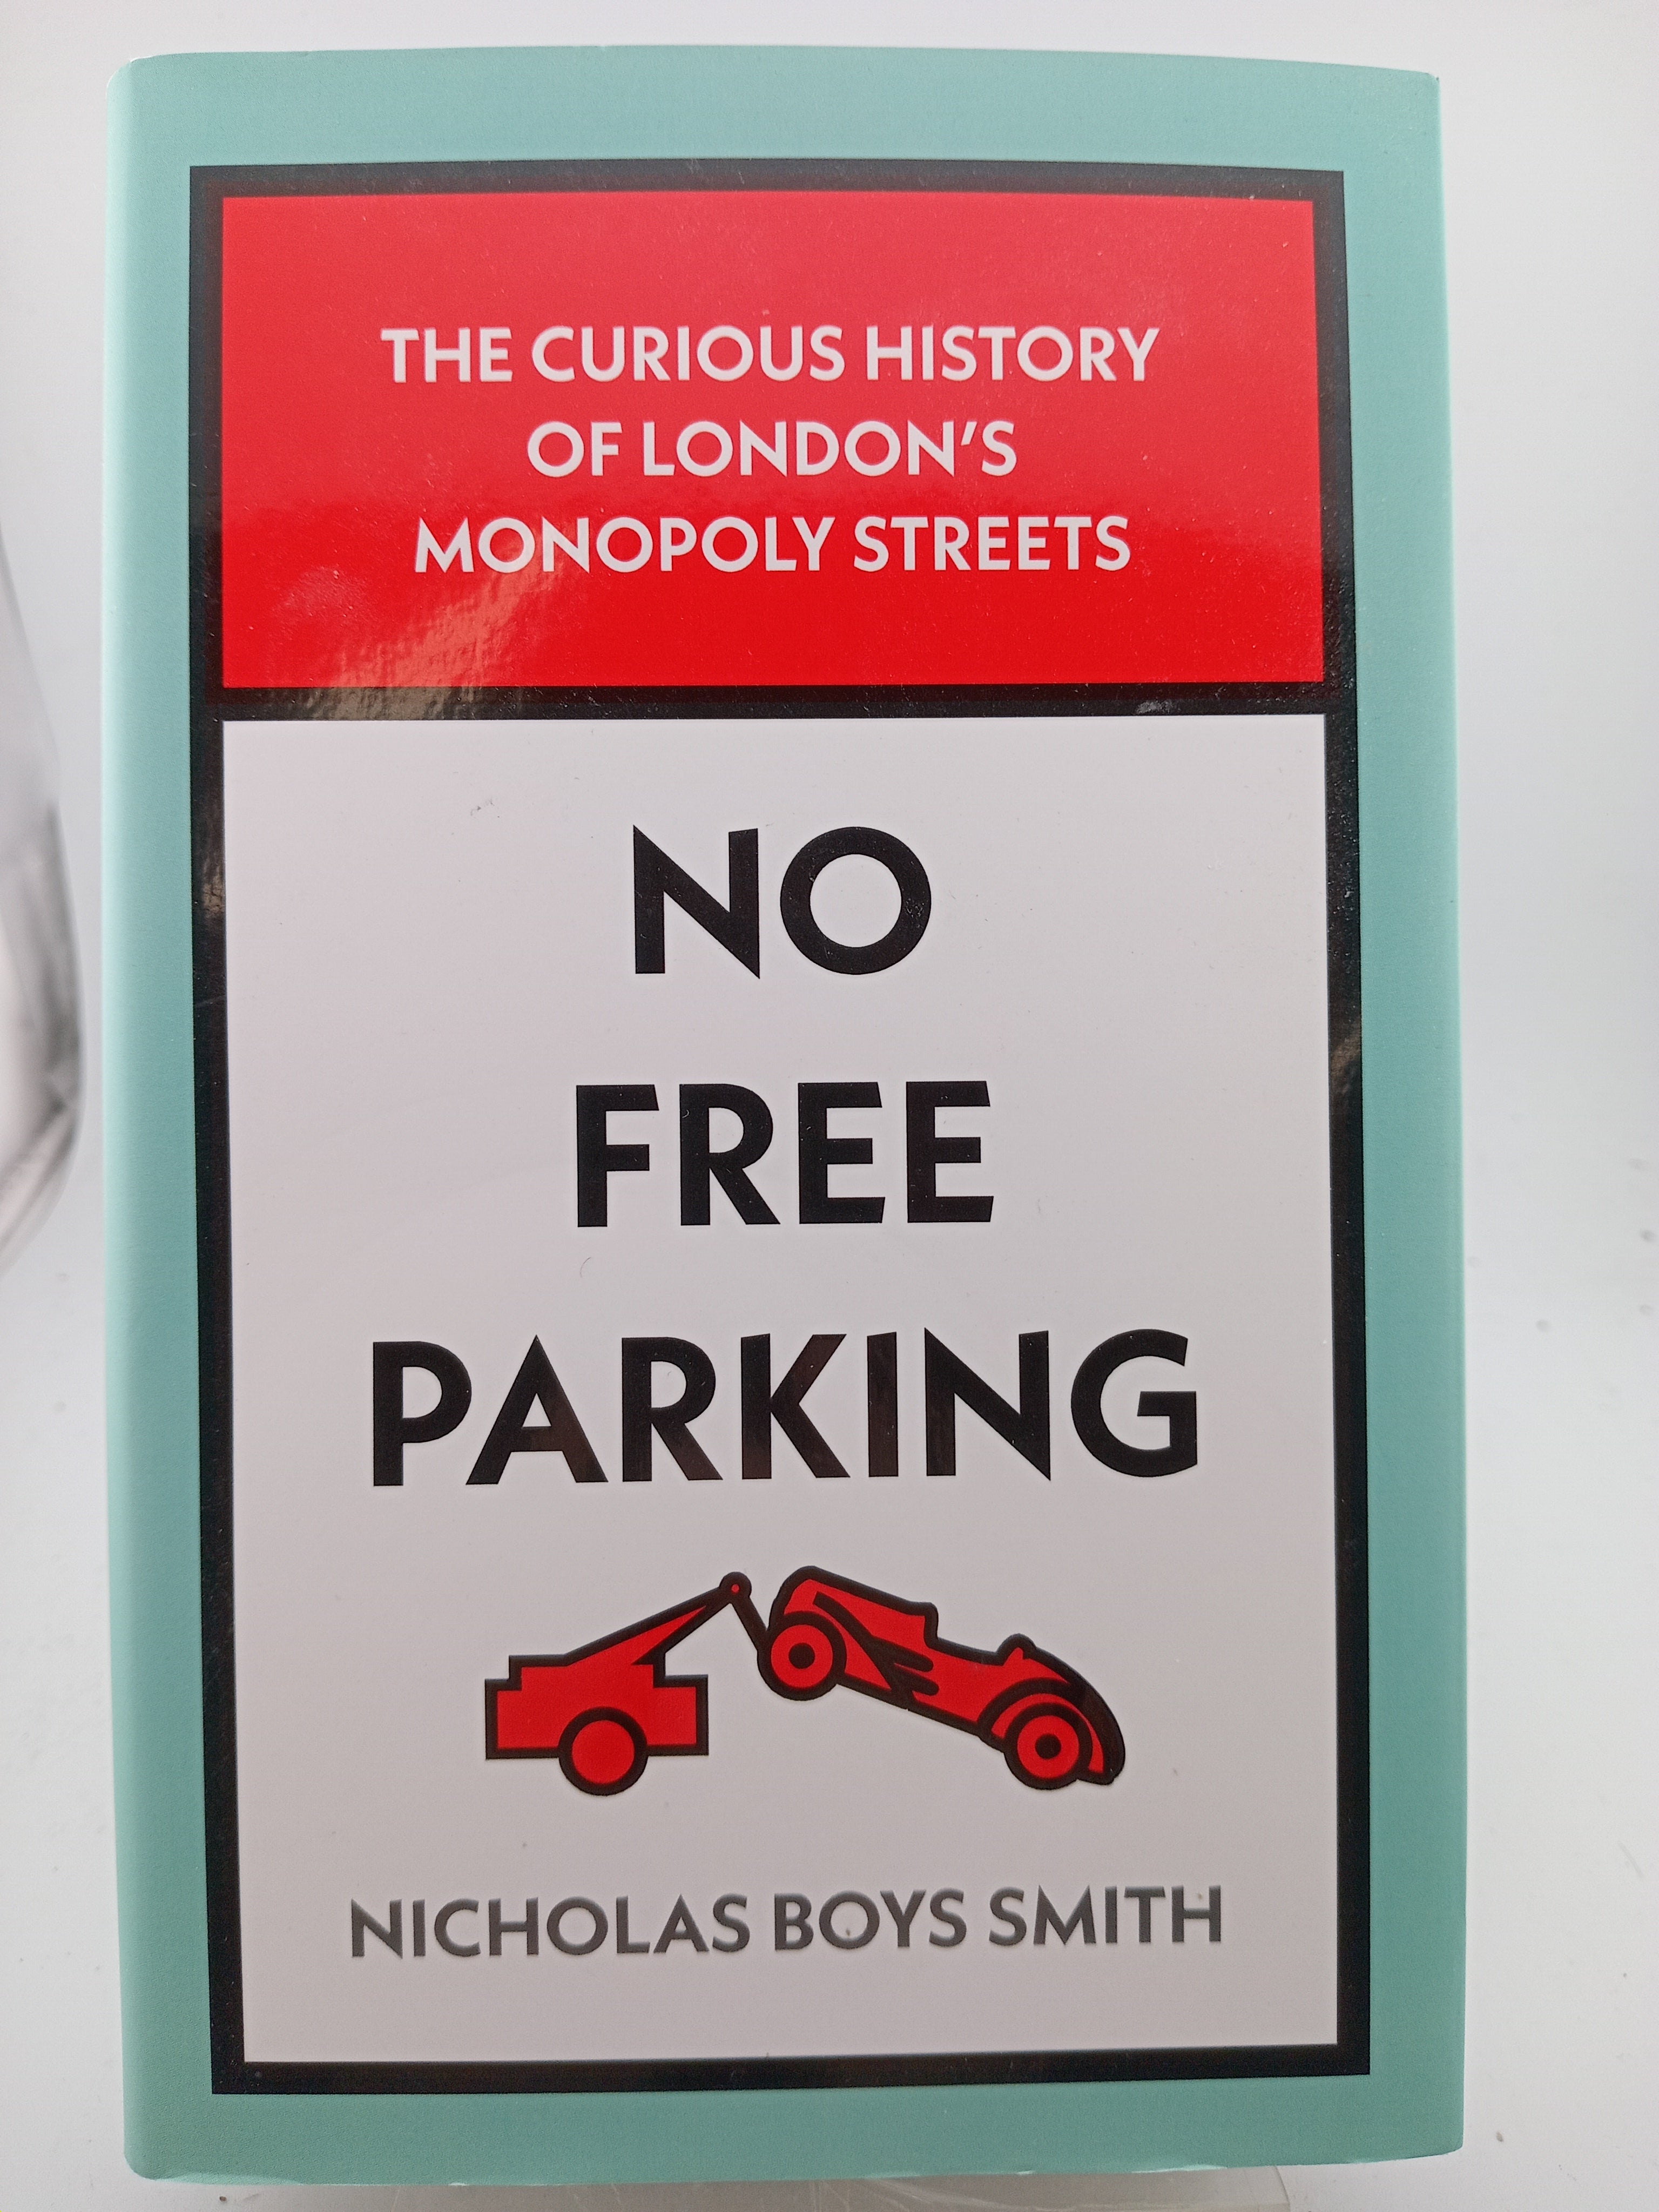 THE CURIOUS HISTORY
OF LONDON'S
MONOPOLY STREETS
NO
FREE
PARKING
NICHOLAS BOYS SMITH